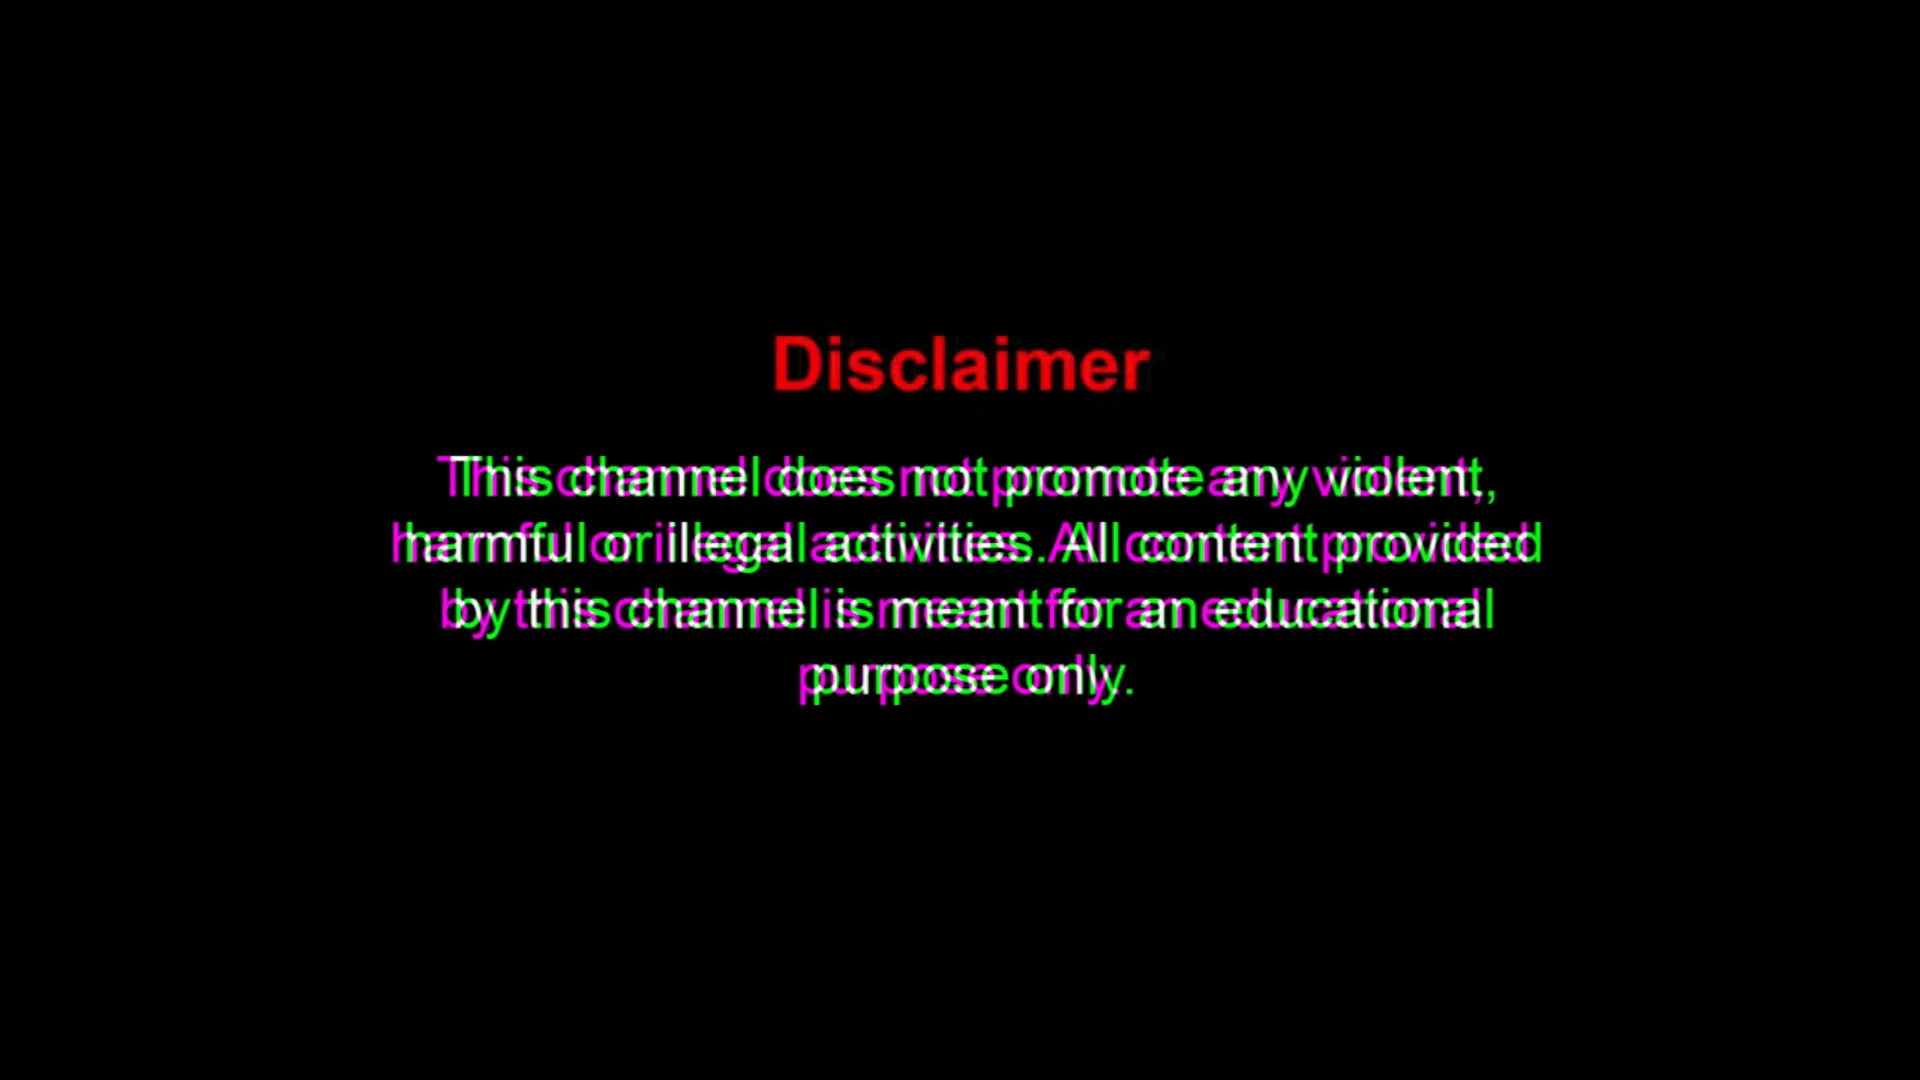 Disclaimer
This channel does not promote any violent,
harmful or illegal activities. All content provided
by this channel is meant for an educational
purpose only.